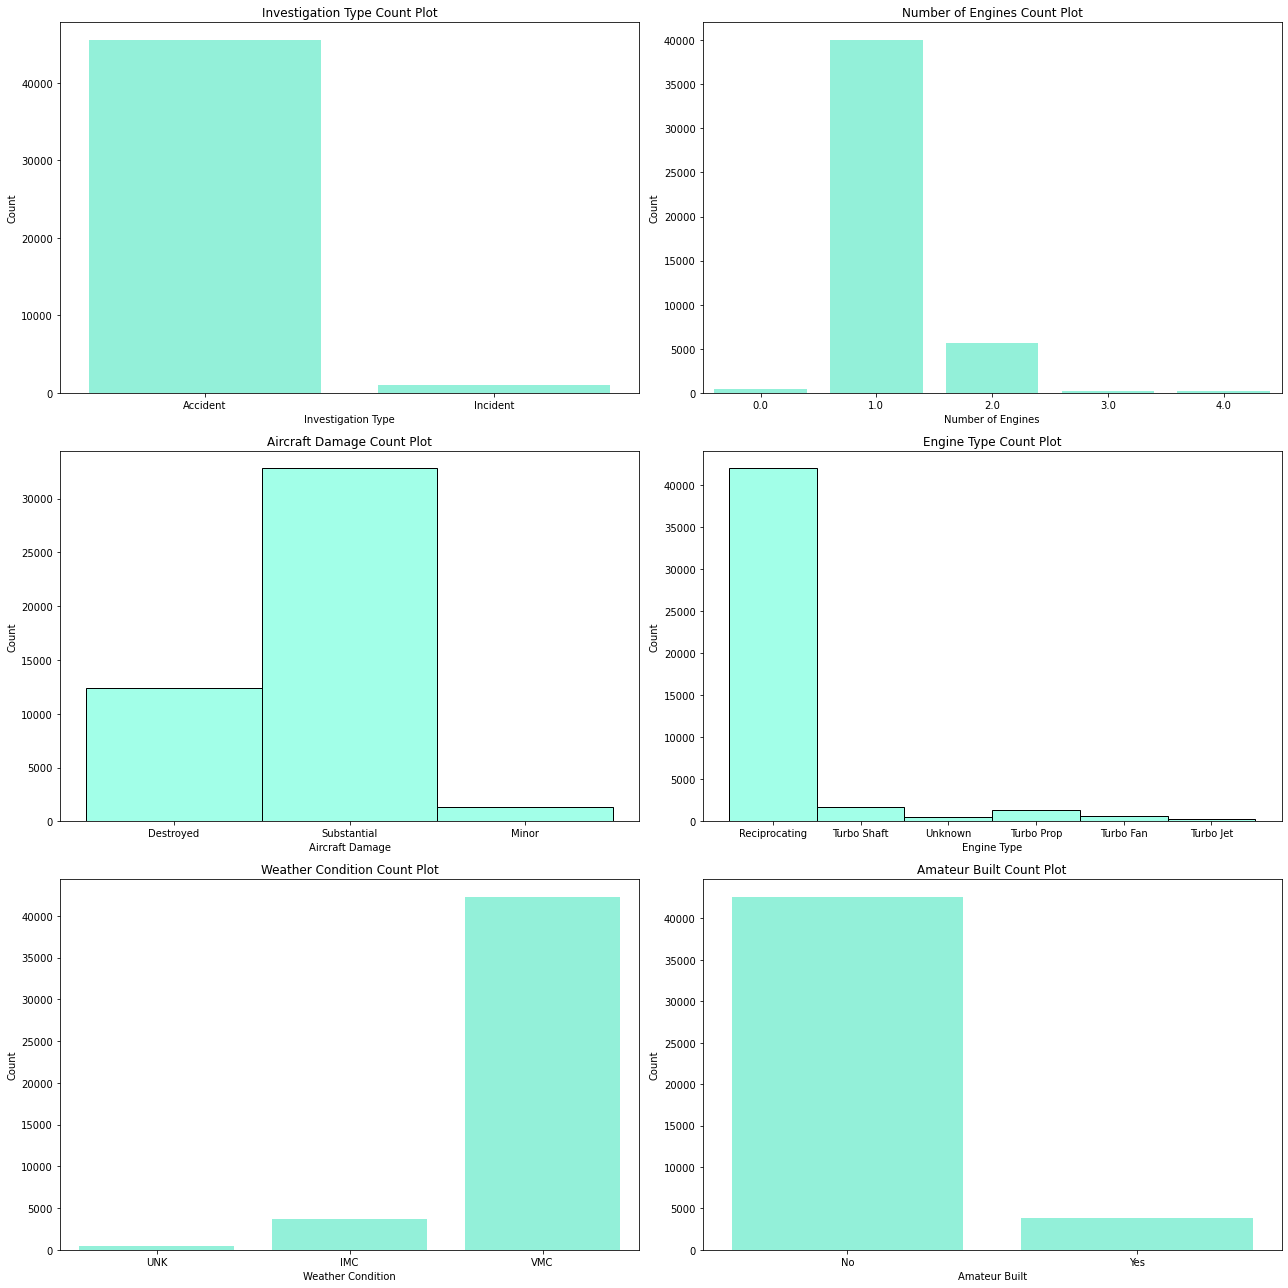 Investigation Type Count Plot
Count
40000
30000
20000
10000
0
Accident Incident
Investigation Type
Number of Engines Count Plot
Count
40000
35000
30000
25000
20000
15000
10000
5000
0
0.0 1.0 2.0 3.0 4.0
Number of Engines
Aircraft Damage Count Plot
Count
30000
25000
20000
15000
10000
5000
0
Destroyed Substantial Minor
Aircraft Damage
Engine Type Count Plot
Count
40000
35000
30000
25000
20000
15000
10000
5000
0
Reciprocating Turbo Shaft Unknown Turbo Prop Turbo Fan Turbo Jet
Engine Type
Weather Condition Count Plot
Count
40000
35000
30000
25000
20000
15000
10000
5000
0
UNK IMC VMC
Weather Condition
Amateur Built Count Plot
Count
40000
35000
30000
25000
20000
15000
10000
5000
0
No Yes
Amateur Built